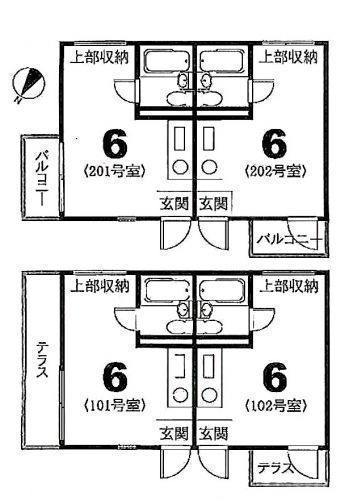 上部収納
上部収納
N
6
6
バルコニー
(201号室)
(202号室)
玄関
玄関
バルコニー
上部収納
上部収納
テラス
6
6
(101号室)
(102号室)
玄関
玄関
テラス